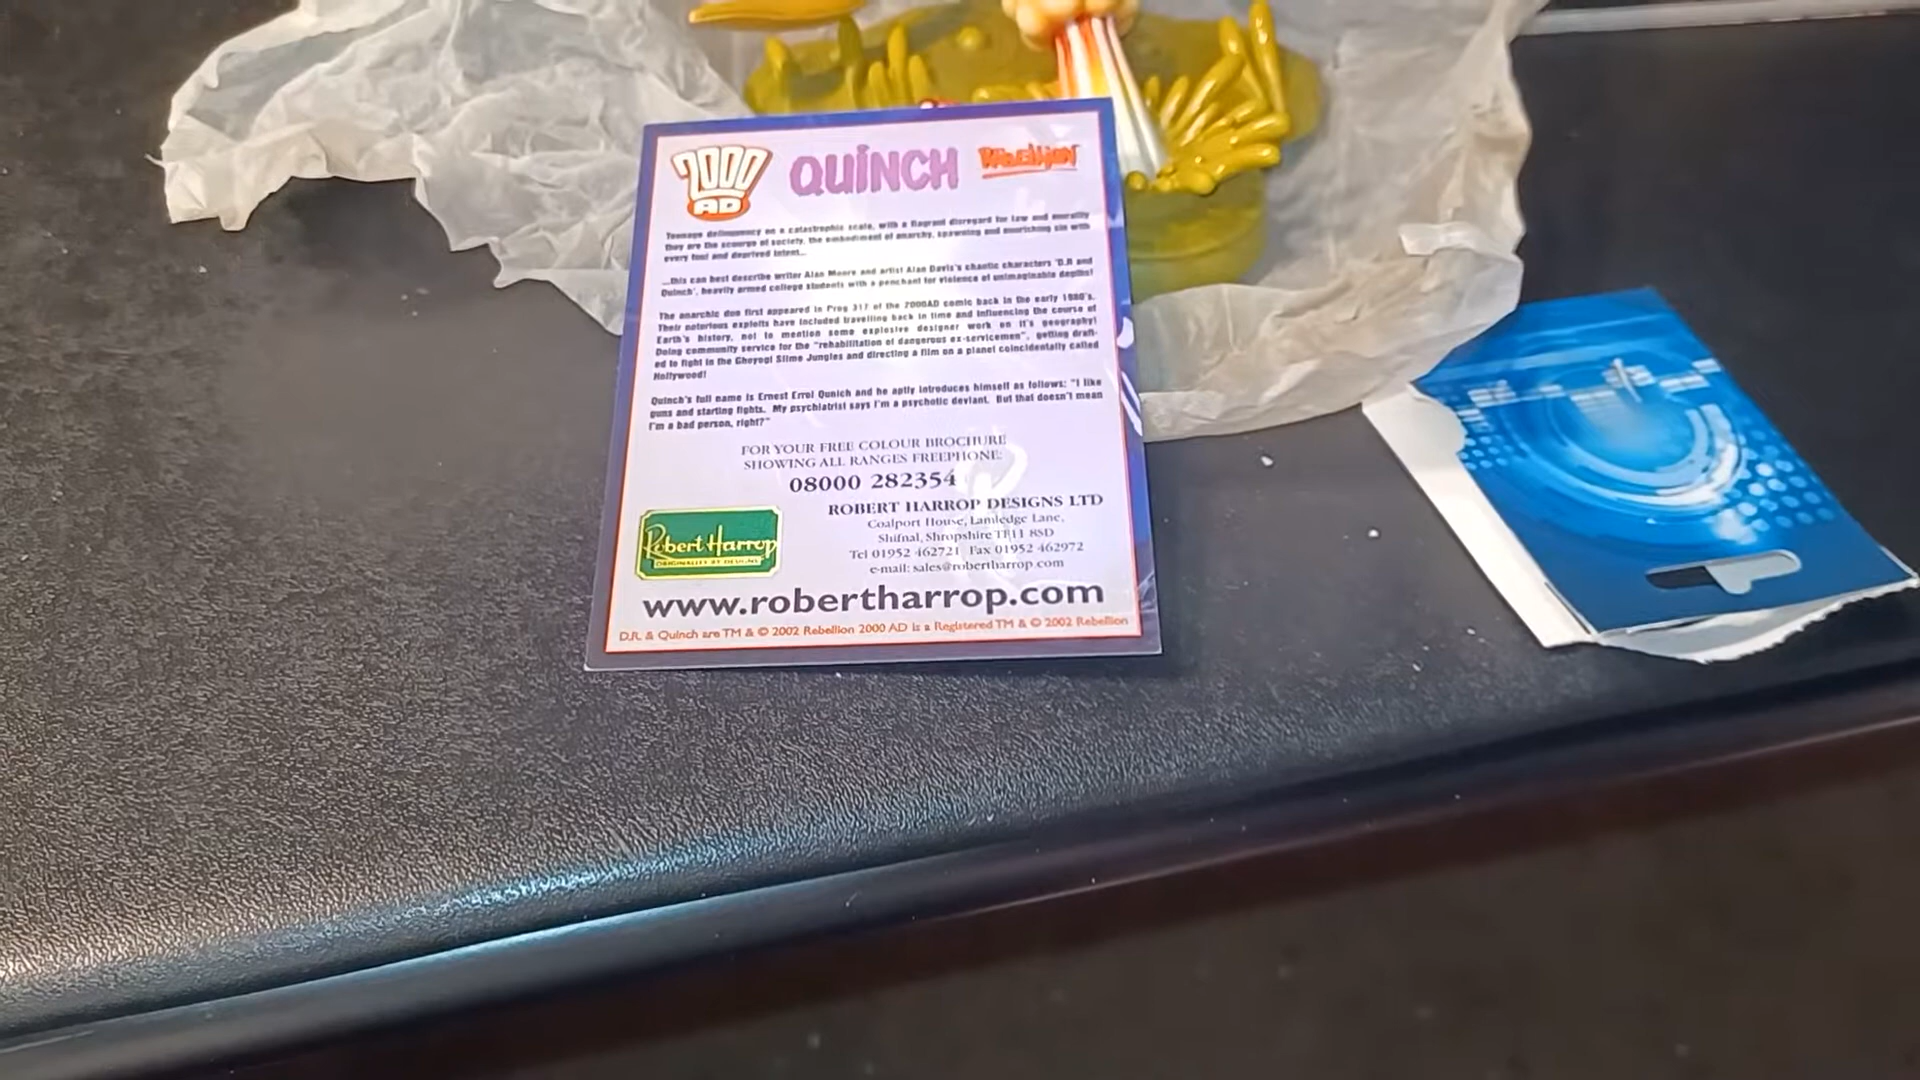 2000 AD
QUINCH
REBELLION
Teenage delinquency on a catastrophic scale, with a flagrant disregard for law and morality
they are the scourge of society, the embodiment of anarchy, spawning and nourishing sin with
every foul and depraved intent...
...this can best describe writer Alan Moore and artist Alan Davis's chaotic characters 'D.R and
Quinch', heavily armed college students with a penchant for violence of unimaginable depths!
The anarchic duo first appeared in Prog 317 of the 2000AD comic back in the early 1980's.
Their notorious exploits have included travelling back in time and influencing the course of
Earth's history, not to mention some explosive designer work on it's geography!
Doing community service for the "rehabilitation of dangerous ex-servicemen", getting draft-
ed to fight in the Ghoyogi Slime Jungles and directing a film on a planet coincidentally called
Hollywood!
Quinch's full name is Ernest Errol Qunich and he aptly introduces himself as follows: "I like
guns and starting fights. My psychiatrist says I'm a psychotic deviant. But that doesn't mean
I'm a bad person, right?"
FOR YOUR FREE COLOUR BROCHURE
SHOWING ALL RANGES FREEPHONE:
08000 282354
ROBERT HARROP DESIGNS LTD
Coalport House, Lamledge Lane,
Shifnal, Shropshire TF11 8SD
Tel 01952 462721 Fax 01952 462972
e-mail: sales@robertharrop.com
Robert Harrop
ORIGINALITY BY DESIGNS
www.robertharrop.com
D.R. & Quinch are TM & © 2002 Rebellion 2000 AD is a Registered TM & © 2002 Rebellion